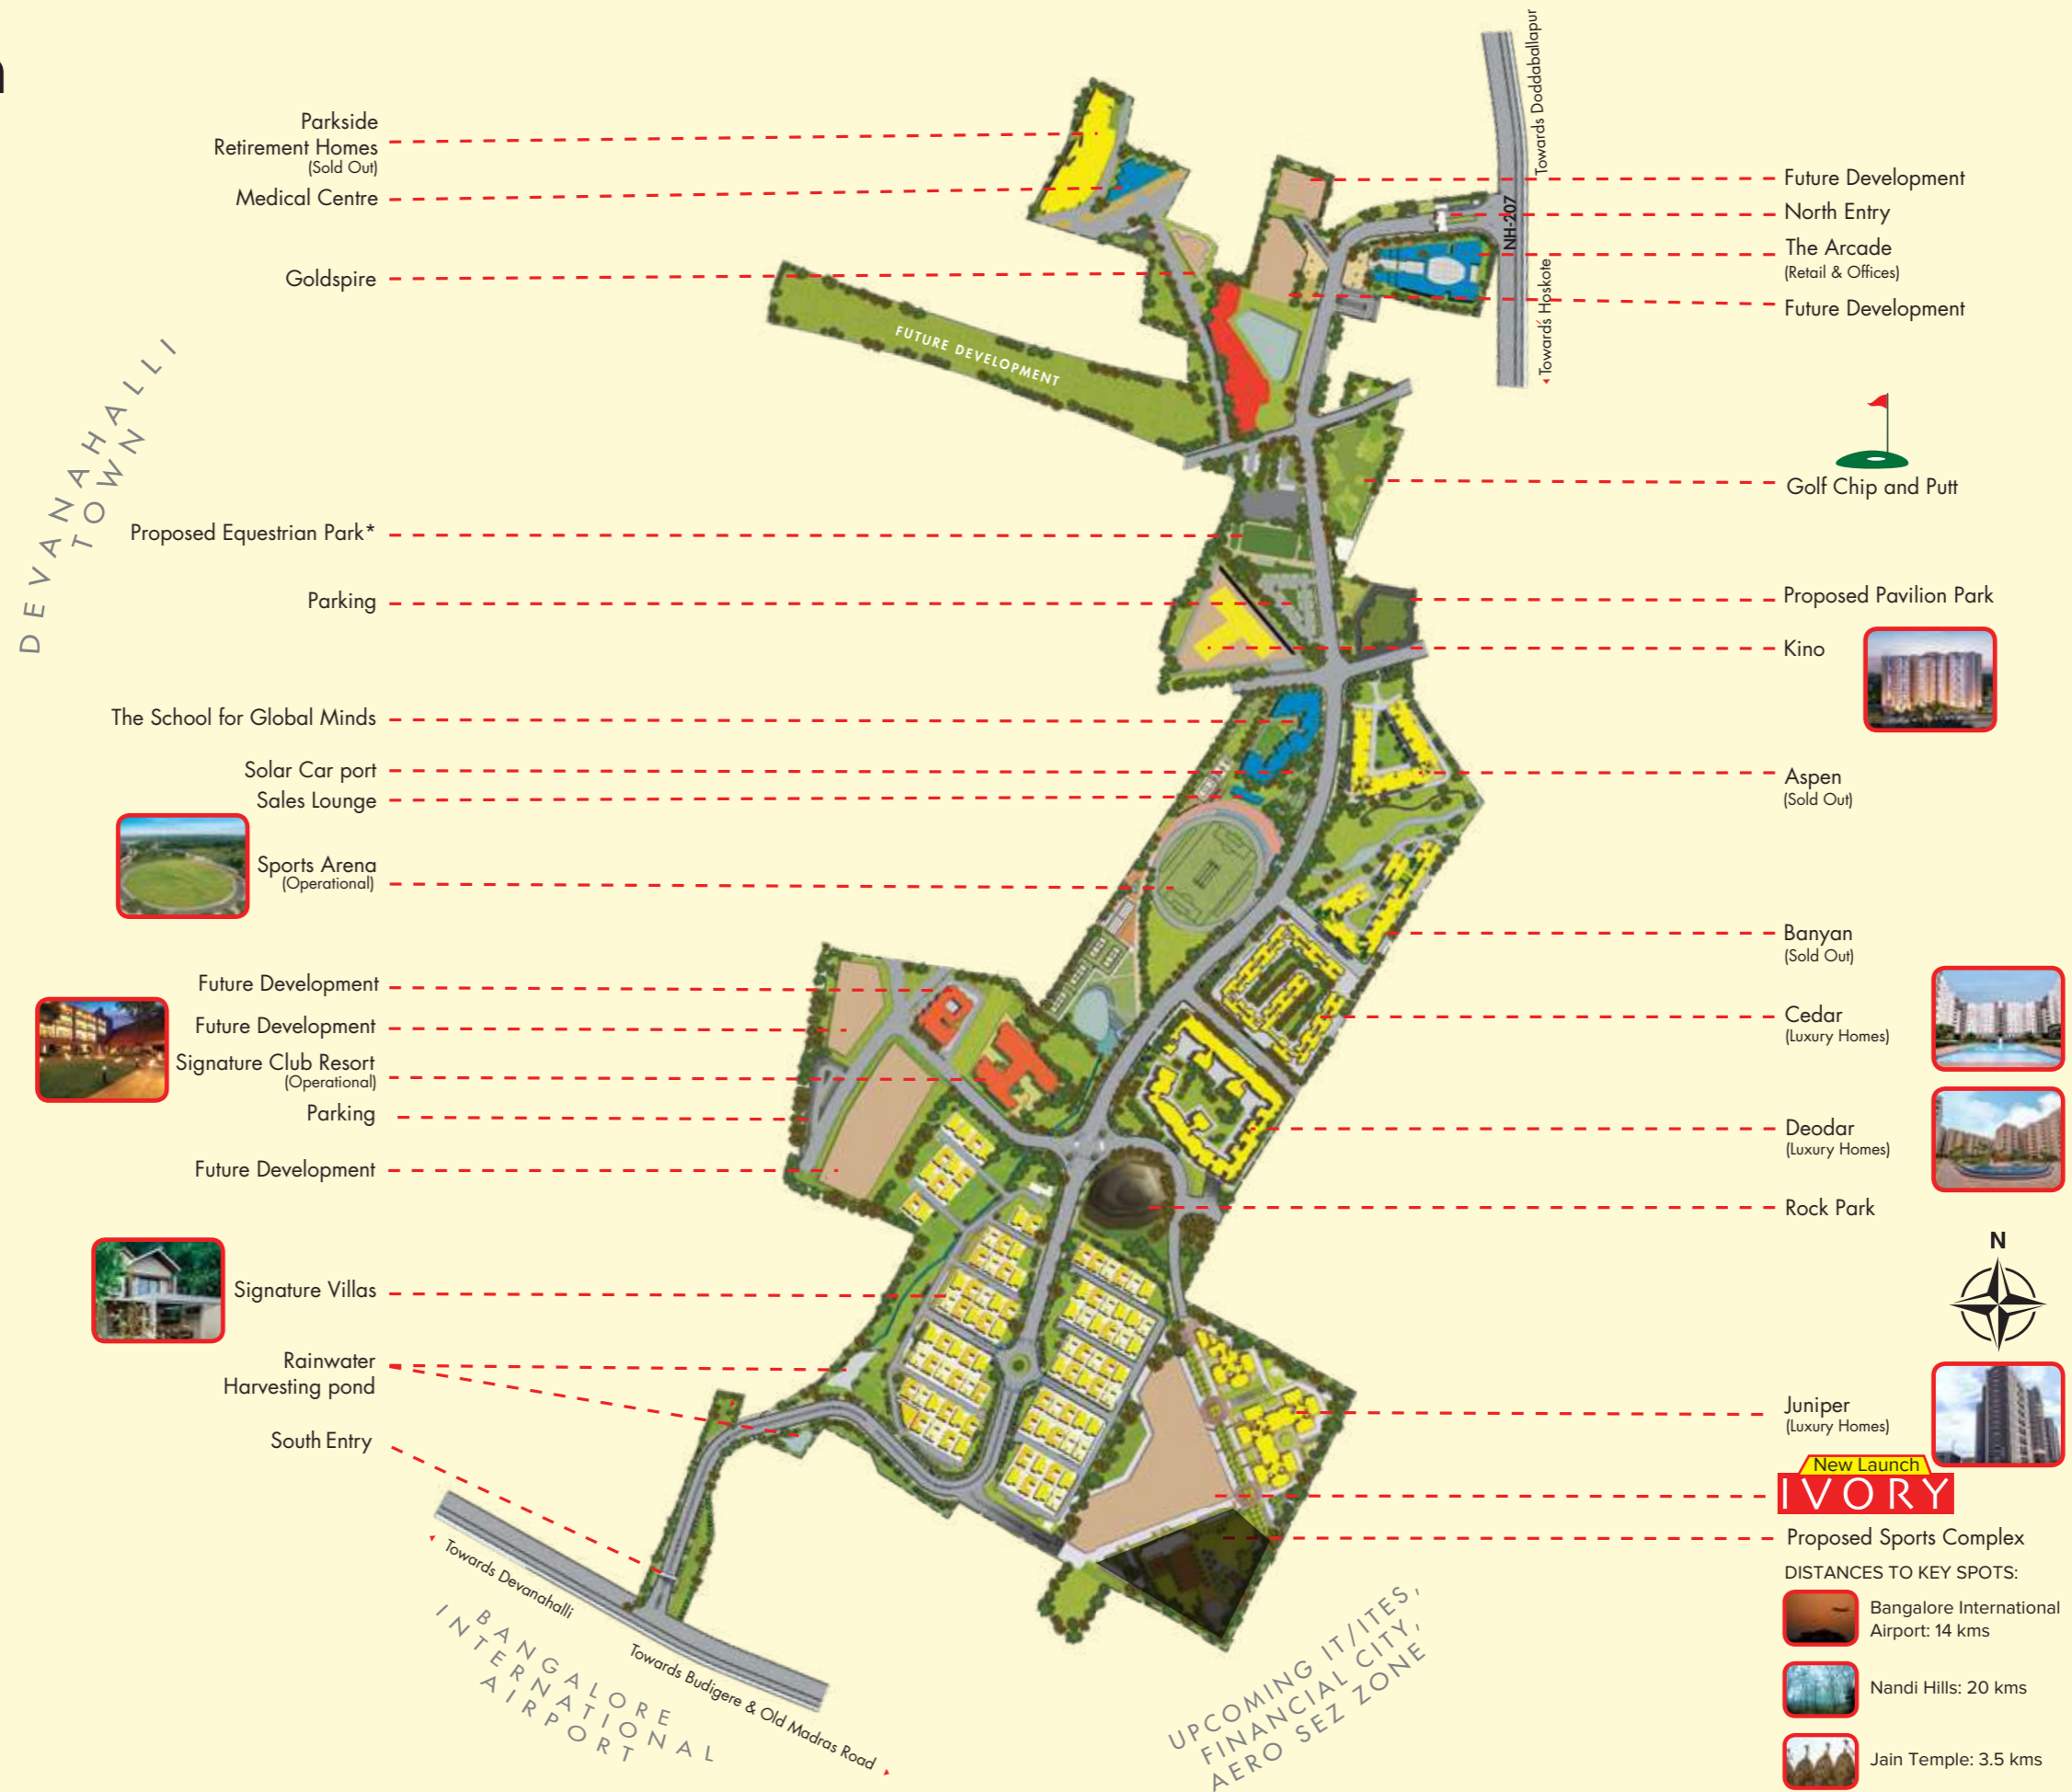 n
Parkside
Retirement Homes
(Sold Out)
Medical Centre
Goldspire
DEVANAHALLI
TOWN
FUTURE DEVELOPMENT
Proposed Equestrian Park*
Parking
The School for Global Minds
Solar Car port
Sales Lounge
Sports Arena
(Operational)
Future Development
Future Development
Signature Club Resort
(Operational)
Parking
Future Development
Signature Villas
Rainwater
Harvesting pond
South Entry
Towards Devanahalli
Towards Budigere & Old Madras Road
BANGALORE
INTERNATIONAL
AIRPORT
UPCOMING IT/ITES,
FINANCIAL CITY,
AERO SEZ ZONE
Towards Doddaballapur
NH-207
Towards Hoskote
Future Development
North Entry
The Arcade
(Retail & Offices)
Future Development
Golf Chip and Putt
Proposed Pavilion Park
Kino
Aspen
(Sold Out)
Banyan
(Sold Out)
Cedar
(Luxury Homes)
Deodar
(Luxury Homes)
Rock Park
N
Juniper
(Luxury Homes)
New Launch
IVORY
Proposed Sports Complex
DISTANCES TO KEY SPOTS:
Bangalore International
Airport: 14 kms
Nandi Hills: 20 kms
Jain Temple: 3.5 kms